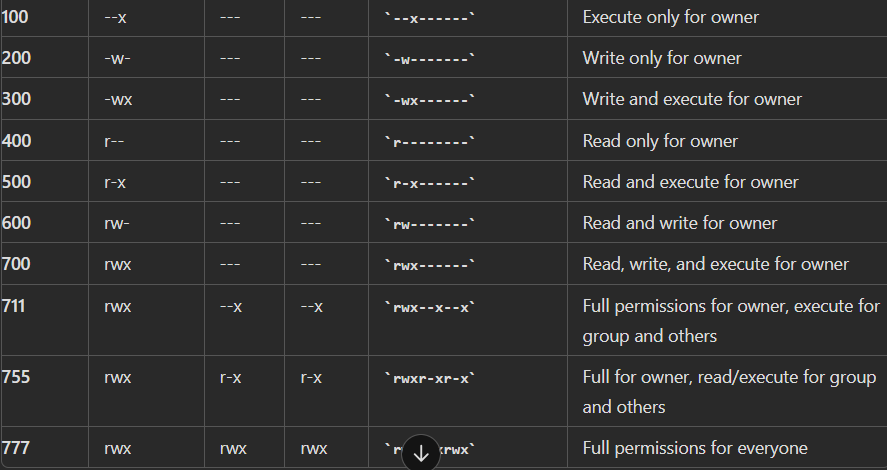 100 --x --- --- `--x------` Execute only for owner
200 -w- --- --- `-w-------` Write only for owner
300 -wx --- --- `-wx------` Write and execute for owner
400 r-- --- --- `r--------` Read only for owner
500 r-x --- --- `r-x------` Read and execute for owner
600 rw- --- --- `rw-------` Read and write for owner
700 rwx --- --- `rwx------` Read, write, and execute for owner
711 rwx --x --x `rwx--x--x` Full permissions for owner, execute for
group and others
755 rwx r-x r-x `rwxr-xr-x` Full for owner, read/execute for group
and others
777 rwx rwx rwx Full permissions for everyone